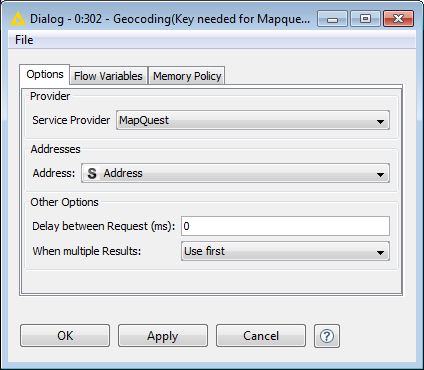 Dialog - 0:302 - Geocoding(Key needed for Mapque...
File
Options Flow Variables Memory Policy
Provider
Service Provider MapQuest
Addresses
Address: S Address
Other Options
Delay between Request (ms): 0
When multiple Results: Use first
OK Apply Cancel ?